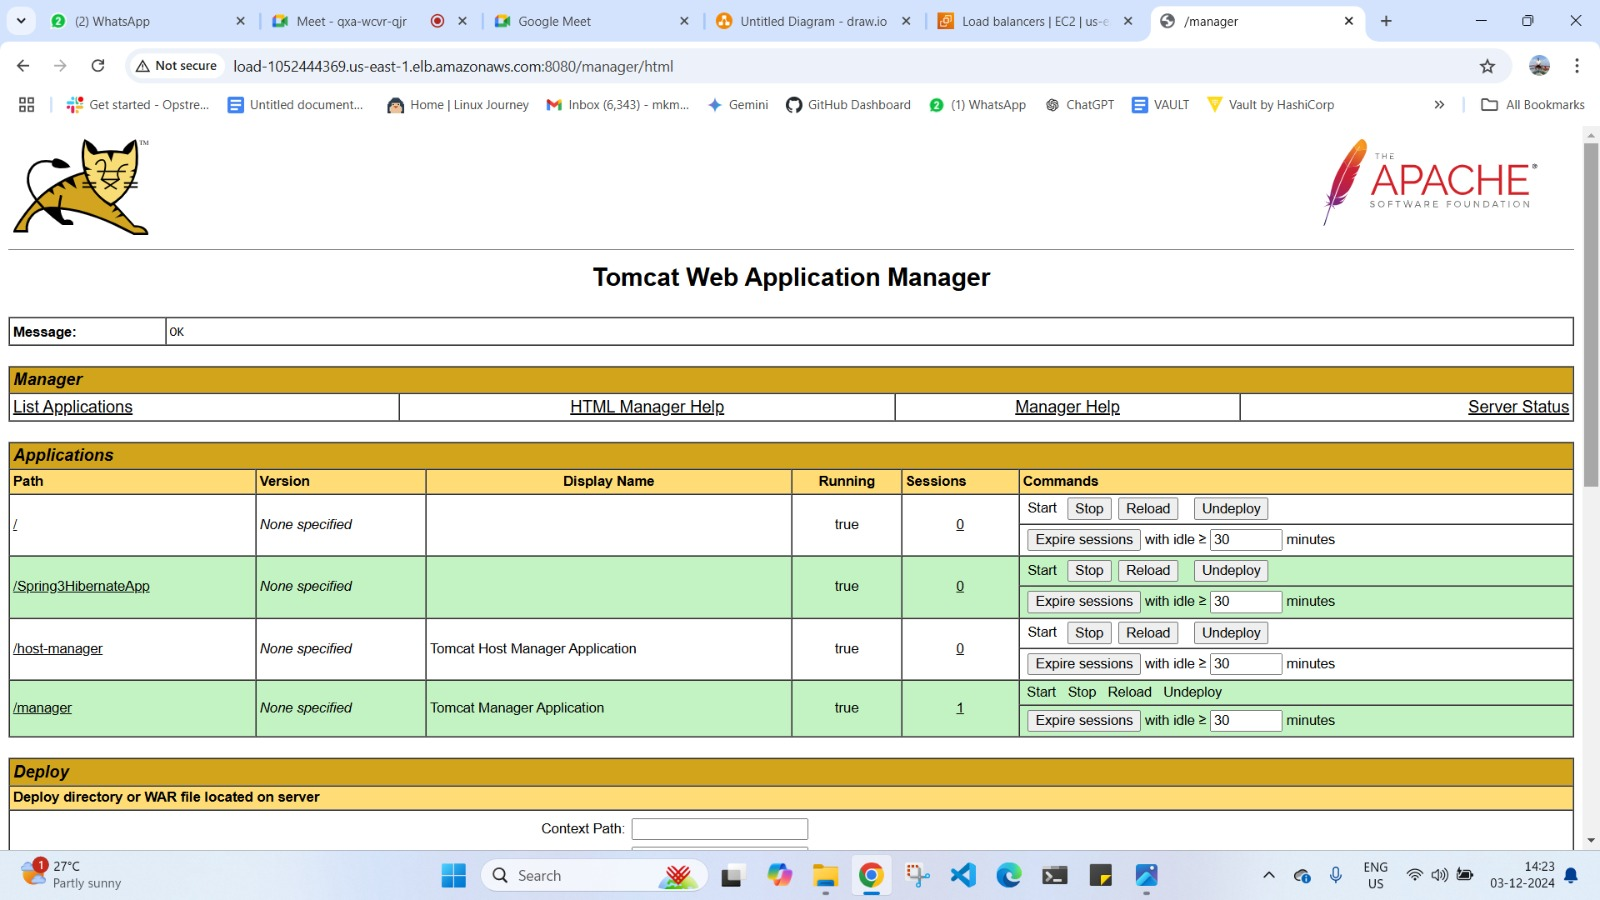 (2) WhatsApp
Meet - qxa-wcvr-qjr
Google Meet
Untitled Diagram - draw.io
Load balancers | EC2 | us-e
/manager
Not secure
load-1052444369.us-east-1.elb.amazonaws.com:8080/manager/html
Get started - Opstre...
Untitled document...
Home | Linux Journey
Inbox (6,343) - mkm...
Gemini
GitHub Dashboard
(1) WhatsApp
ChatGPT
VAULT
Vault by HashiCorp
All Bookmarks
TM
THE
APACHE®
SOFTWARE FOUNDATION
Tomcat Web Application Manager
Message: OK
Manager
List Applications HTML Manager Help Manager Help Server Status
Applications
Path Version Display Name Running Sessions Commands
/ None specified true 0 Start Stop Reload Undeploy
Expire sessions with idle ≥ 30 minutes
/Spring3HibernateApp None specified true 0 Start Stop Reload Undeploy
Expire sessions with idle ≥ 30 minutes
/host-manager None specified Tomcat Host Manager Application true 0 Start Stop Reload Undeploy
Expire sessions with idle ≥ 30 minutes
/manager None specified Tomcat Manager Application true 1 Start Stop Reload Undeploy
Expire sessions with idle ≥ 30 minutes
Deploy
Deploy directory or WAR file located on server
Context Path:
1
27°C
Partly sunny
Search
ENG
US
14:23
03-12-2024